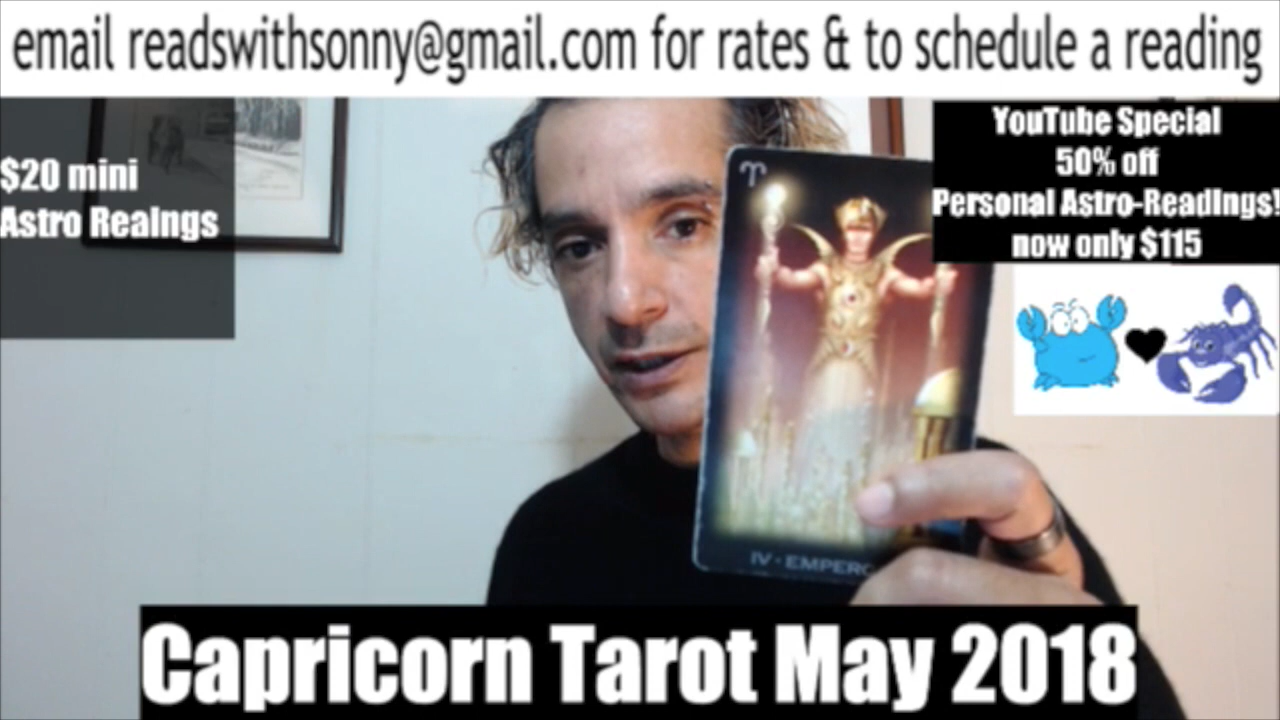 email readswithsonny@gmail.com for rates & to schedule a reading
$20 mini
Astro Realngs
YouTube Special
50% off
Personal Astro-Readings!
now only $115
♈
IV · EMPERO
Capricorn Tarot May 2018